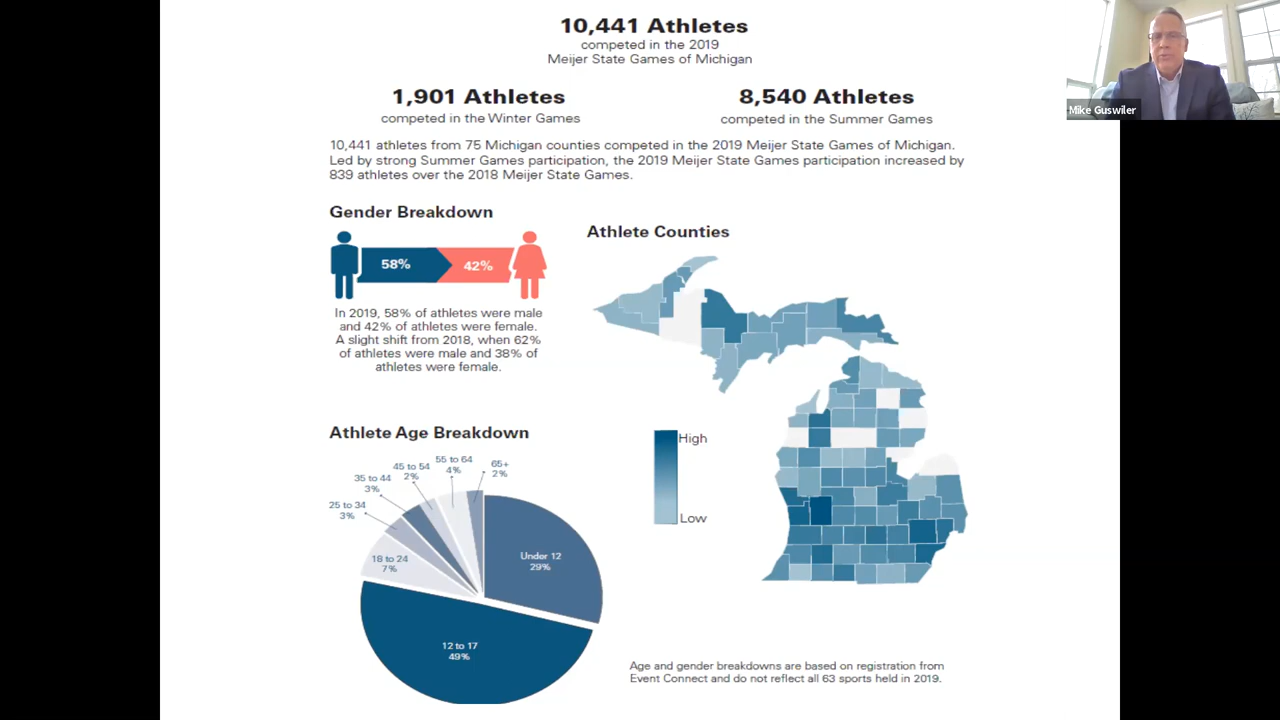 10,441 Athletes
competed in the 2019
Meijer State Games of Michigan
Mike Guswiler
1,901 Athletes
competed in the Winter Games
8,540 Athletes
competed in the Summer Games
10,441 athletes from 75 Michigan counties competed in the 2019 Meijer State Games of Michigan.
Led by strong Summer Games participation, the 2019 Meijer State Games participation increased by
839 athletes over the 2018 Meijer State Games.
Gender Breakdown
58%
42%
In 2019, 58% of athletes were male
and 42% of athletes were female.
A slight shift from 2018, when 62%
of athletes were male and 38% of
athletes were female.
Athlete Counties
High
Low
Athlete Age Breakdown
65+
2%
55 to 64
4%
45 to 54
2%
35 to 44
3%
25 to 34
3%
18 to 24
7%
Under 12
29%
12 to 17
49%
Age and gender breakdowns are based on registration from
Event Connect and do not reflect all 63 sports held in 2019.